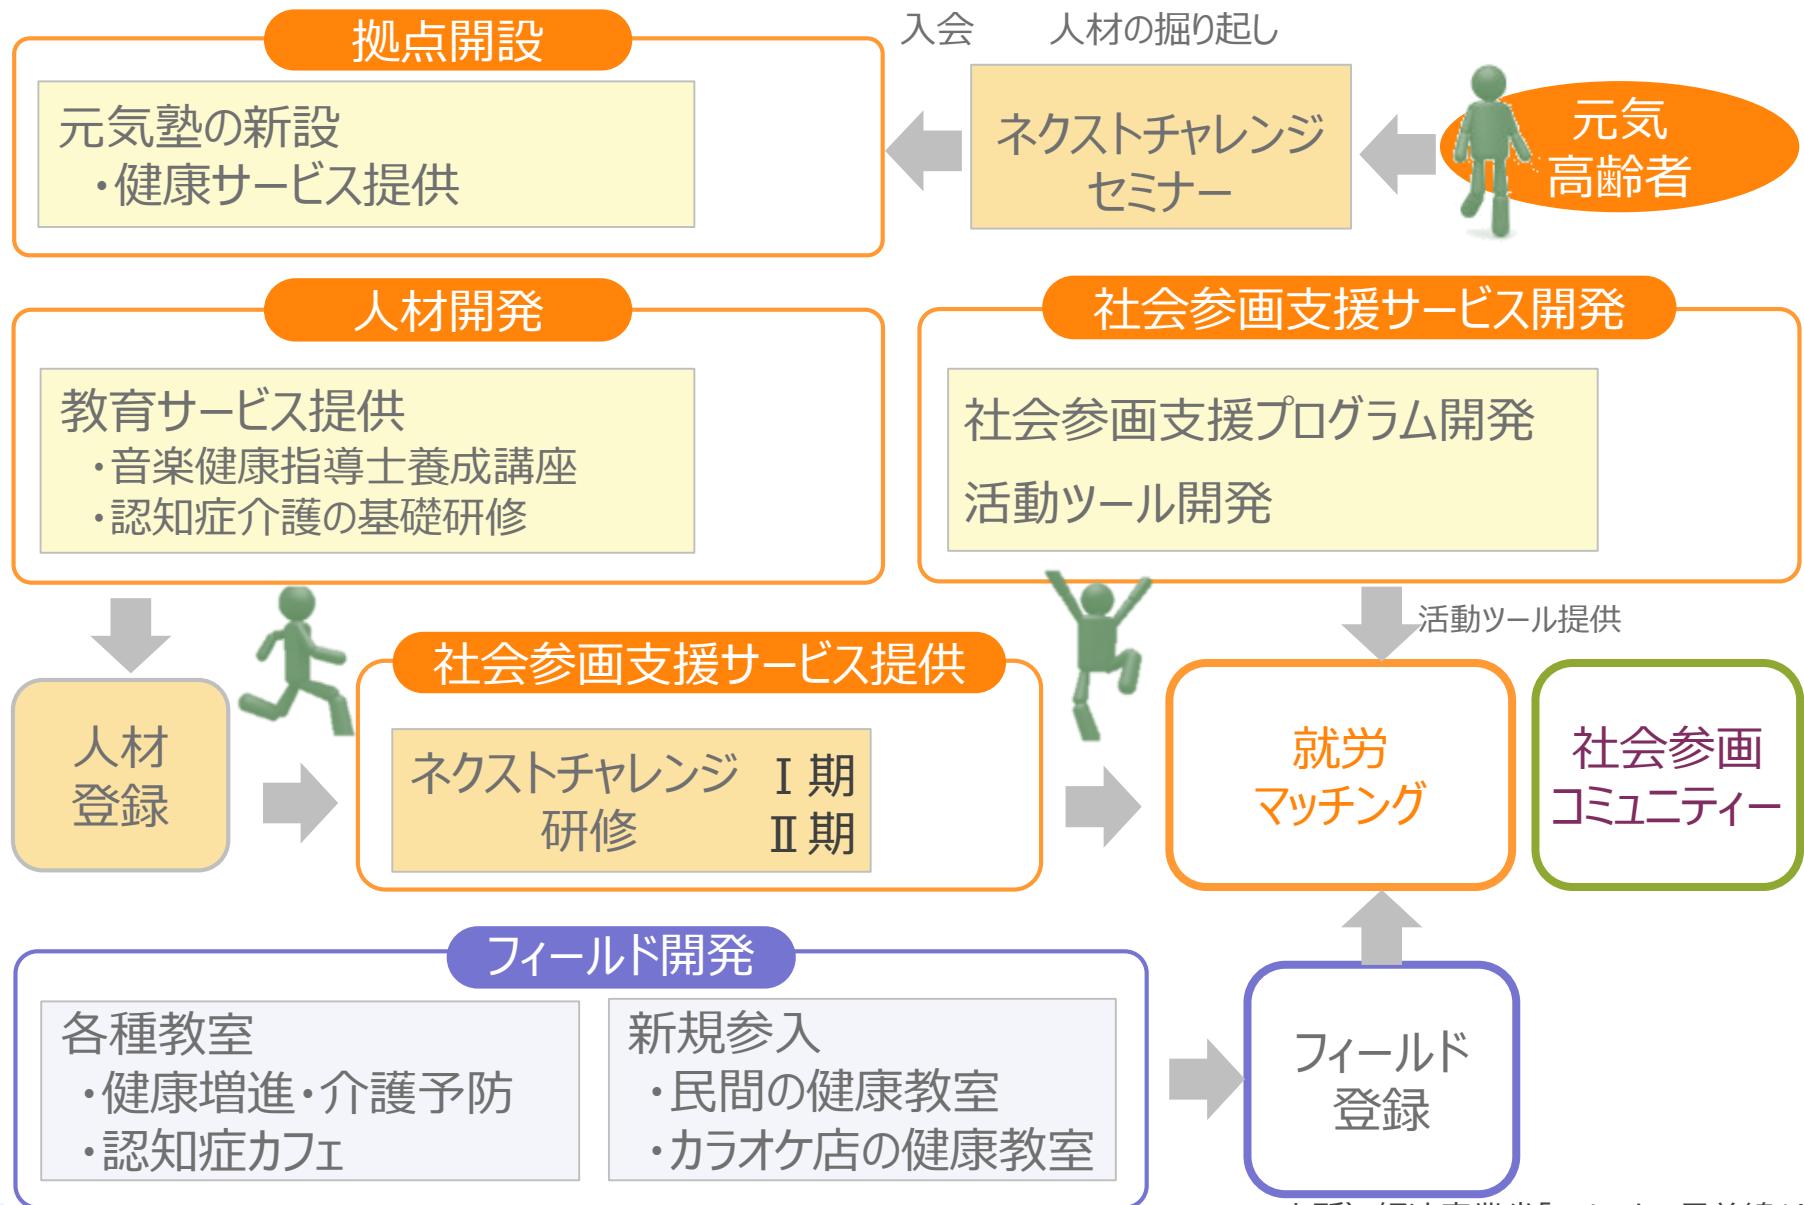 拠点開設
元気塾の新設
・健康サービス提供
入会
人材の掘り起し
ネクストチャレンジ
セミナー
元気
高齢者
人材開発
教育サービス提供
・音楽健康指導士養成講座
・認知症介護の基礎研修
社会参画支援サービス開発
社会参画支援プログラム開発
活動ツール開発
活動ツール提供
人材
登録
社会参画支援サービス提供
ネクストチャレンジ Ⅰ期
研修 Ⅱ期
就労
マッチング
社会参画
コミュニティー
フィールド開発
各種教室
・健康増進・介護予防
・認知症カフェ
新規参入
・民間の健康教室
・カラオケ店の健康教室
フィールド
登録